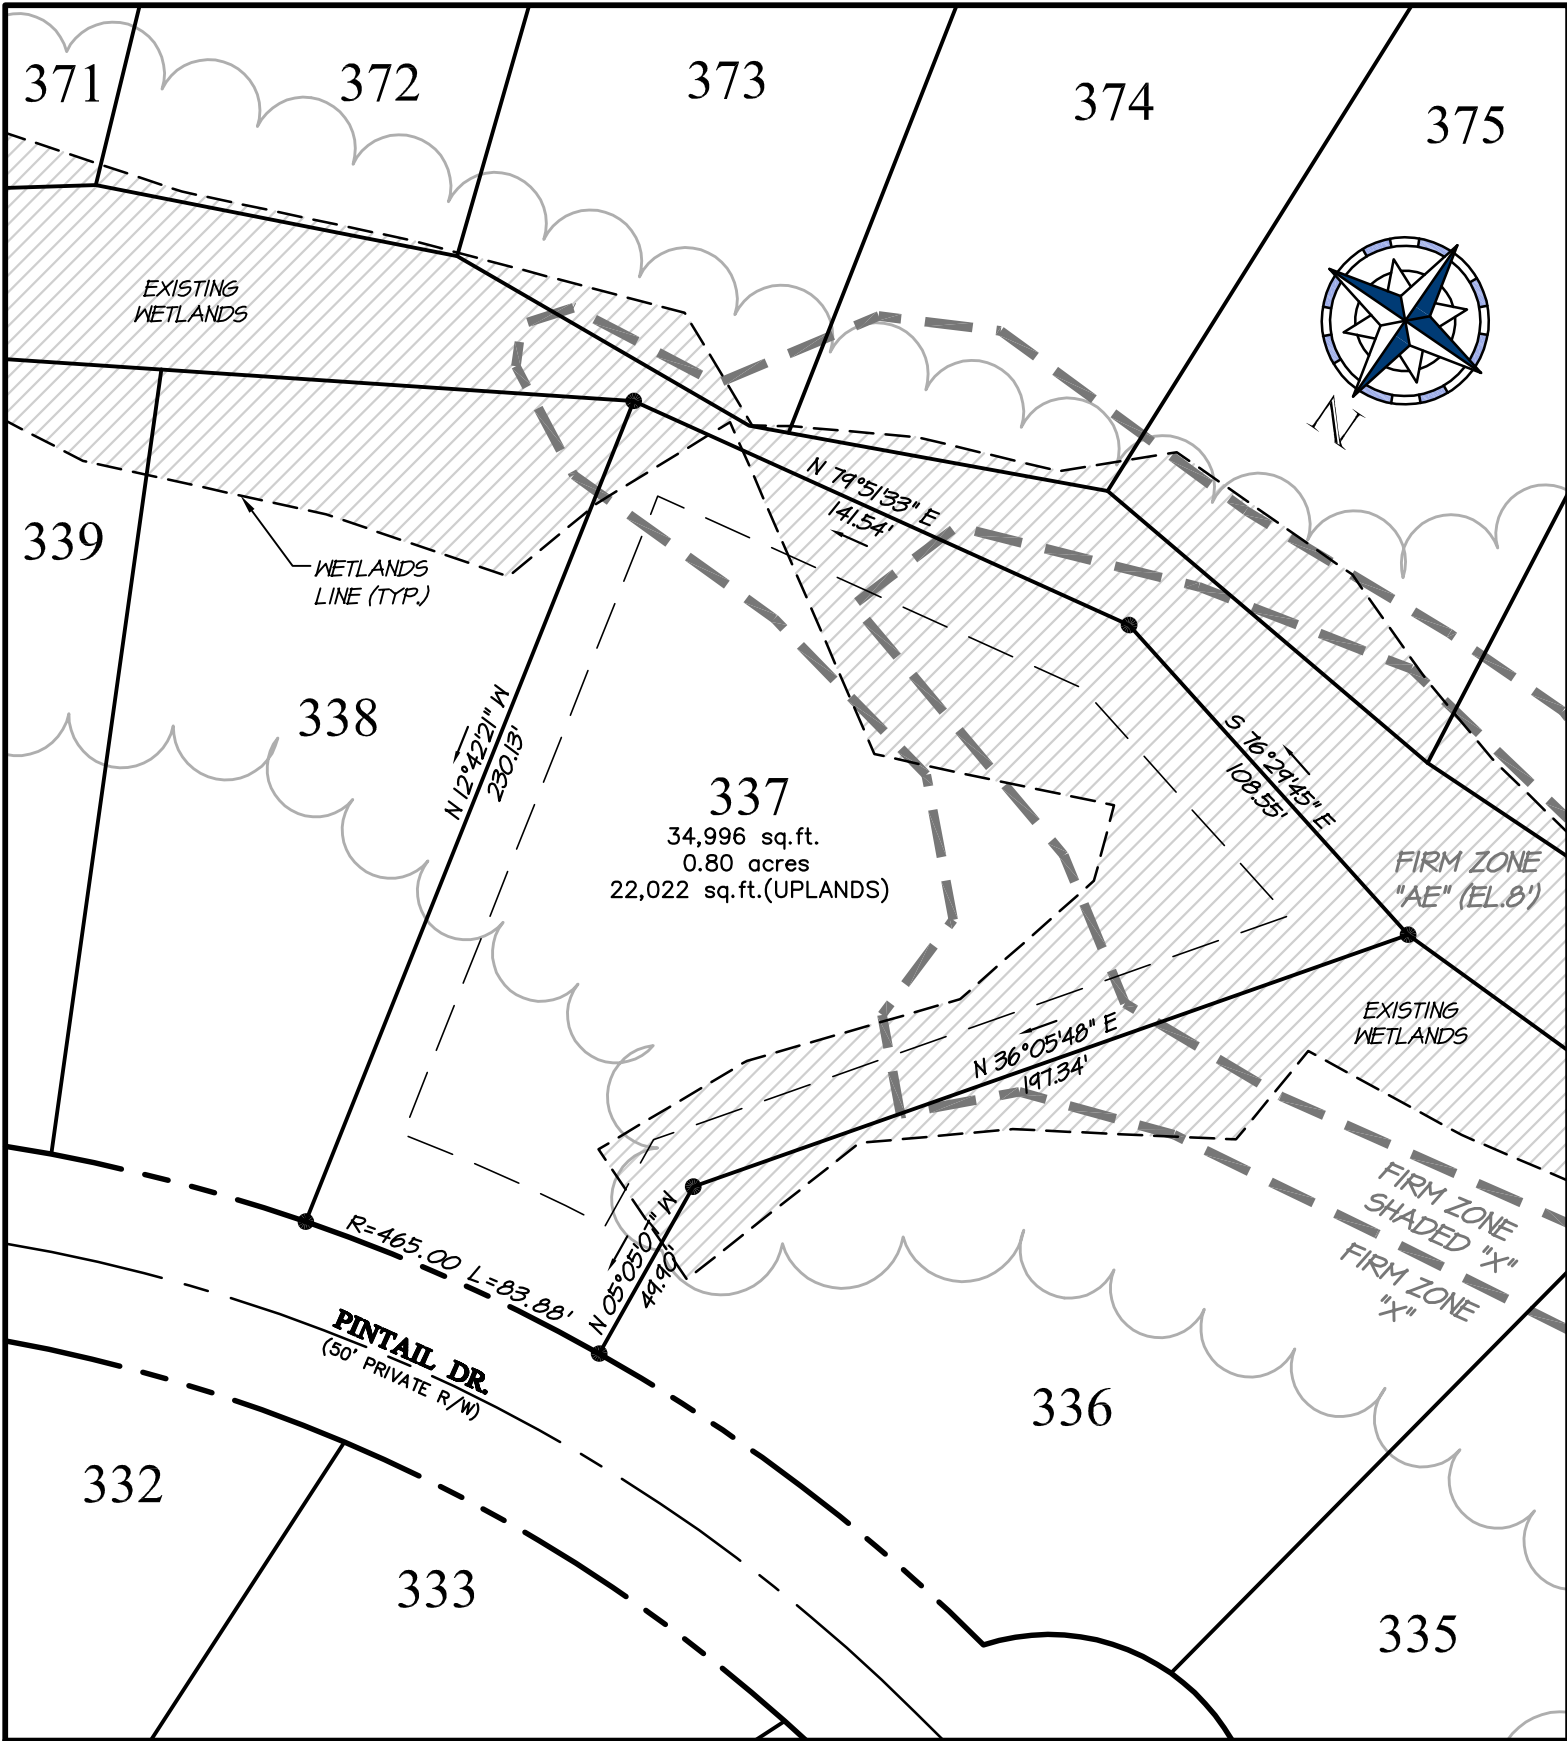 371
372
373
374
375
EXISTING
WETLANDS
N
N 79°51'33" E
141.54'
339
WETLANDS
LINE (TYP.)
338
N 12°42'21" W
230.13'
S 76°29'45" E
108.55'
337
34,996 sq.ft.
0.80 acres
22,022 sq.ft.(UPLANDS)
FIRM ZONE
"AE" (EL.8')
EXISTING
WETLANDS
N 36°05'48" E
197.34'
FIRM ZONE
SHADED "X"
FIRM ZONE
"X"
N 05°05'07" W
49.90'
R=465.00 L=83.88'
PINTAIL DR.
(50' PRIVATE R/W)
336
332
333
335